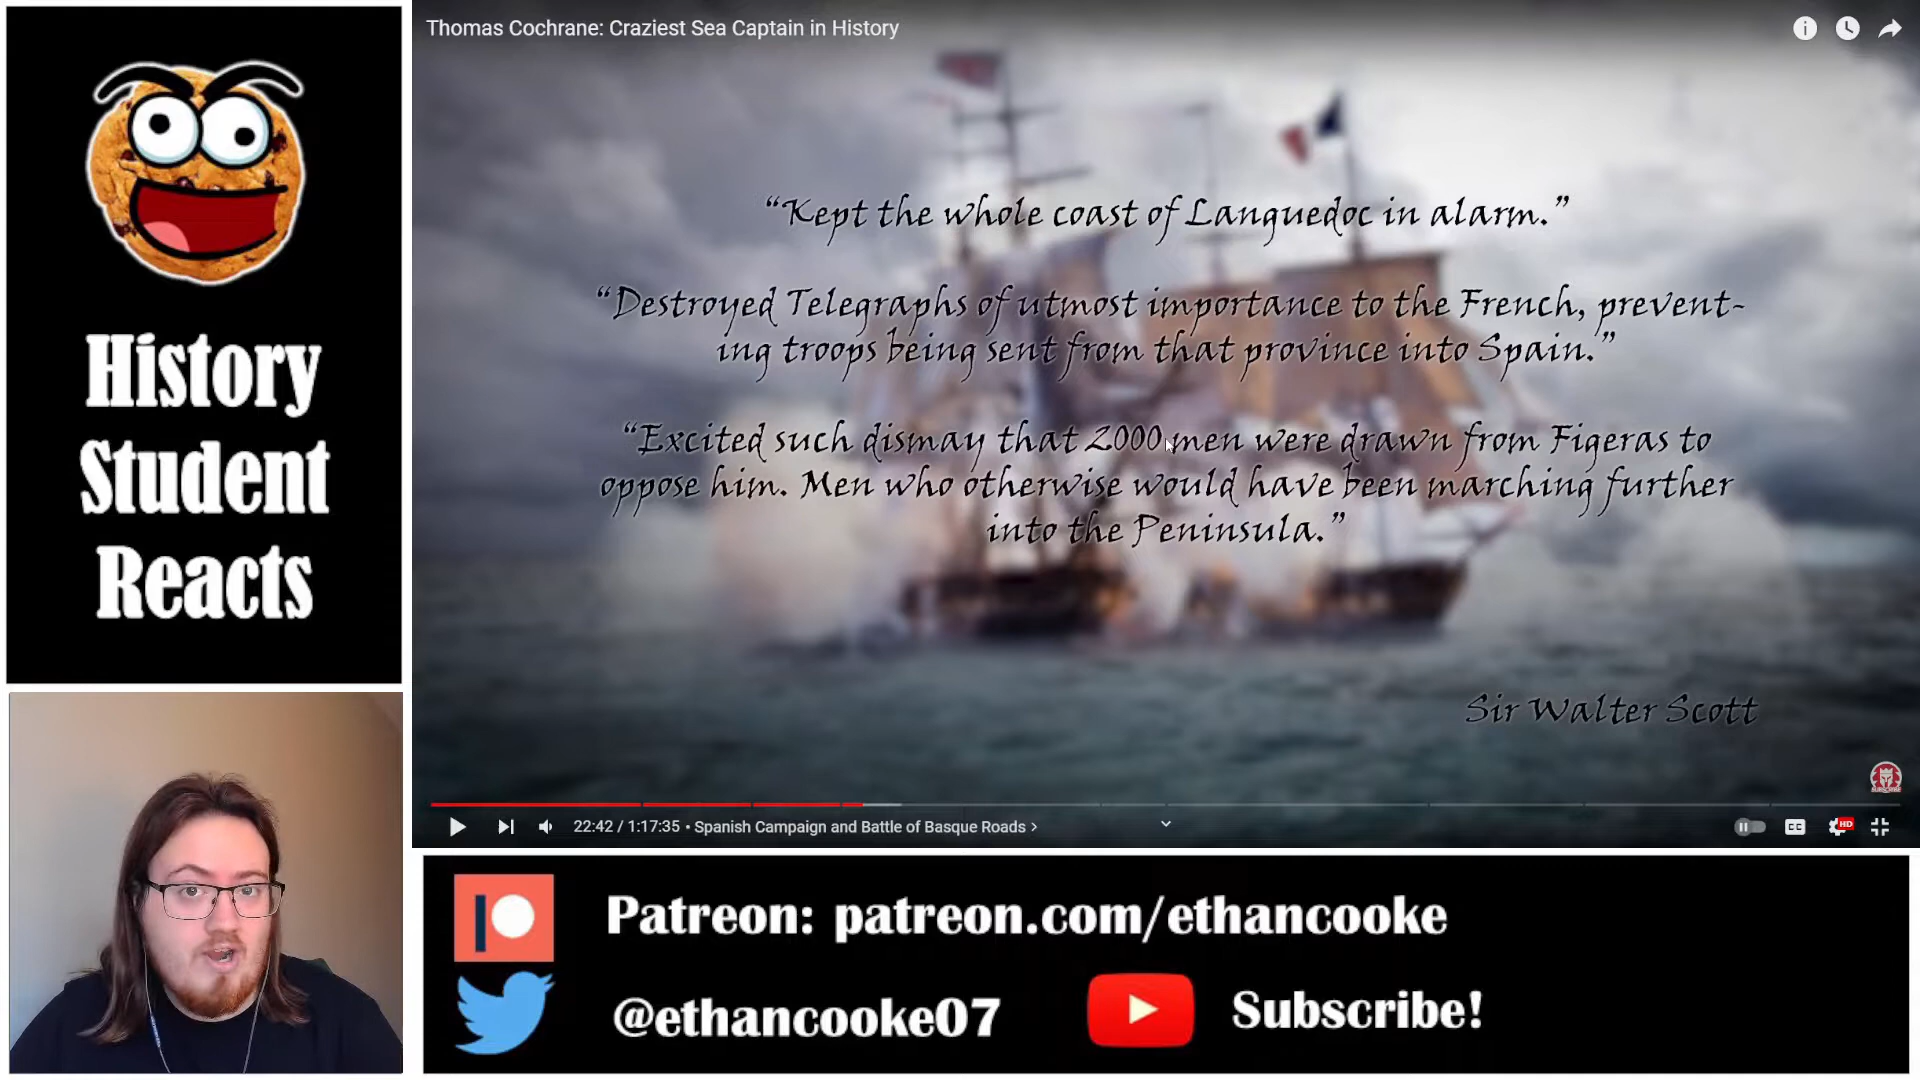 Thomas Cochrane: Craziest Sea Captain in History
History
Student
Reacts
“Kept the whole coast of Languedoc in alarm.”
“Destroyed Telegraphs of utmost importance to the French, prevent-
ing troops being sent from that province into Spain.”
“Excited such dismay that 2000 men were drawn from Figeras to
oppose him. Men who otherwise would have been marching further
into the Peninsula.”
Sir Walter Scott
SUBSCRIBE
22:42 / 1:17:35 • Spanish Campaign and Battle of Basque Roads
CC
HD
Patreon: patreon.com/ethancooke
@ethancooke07
Subscribe!